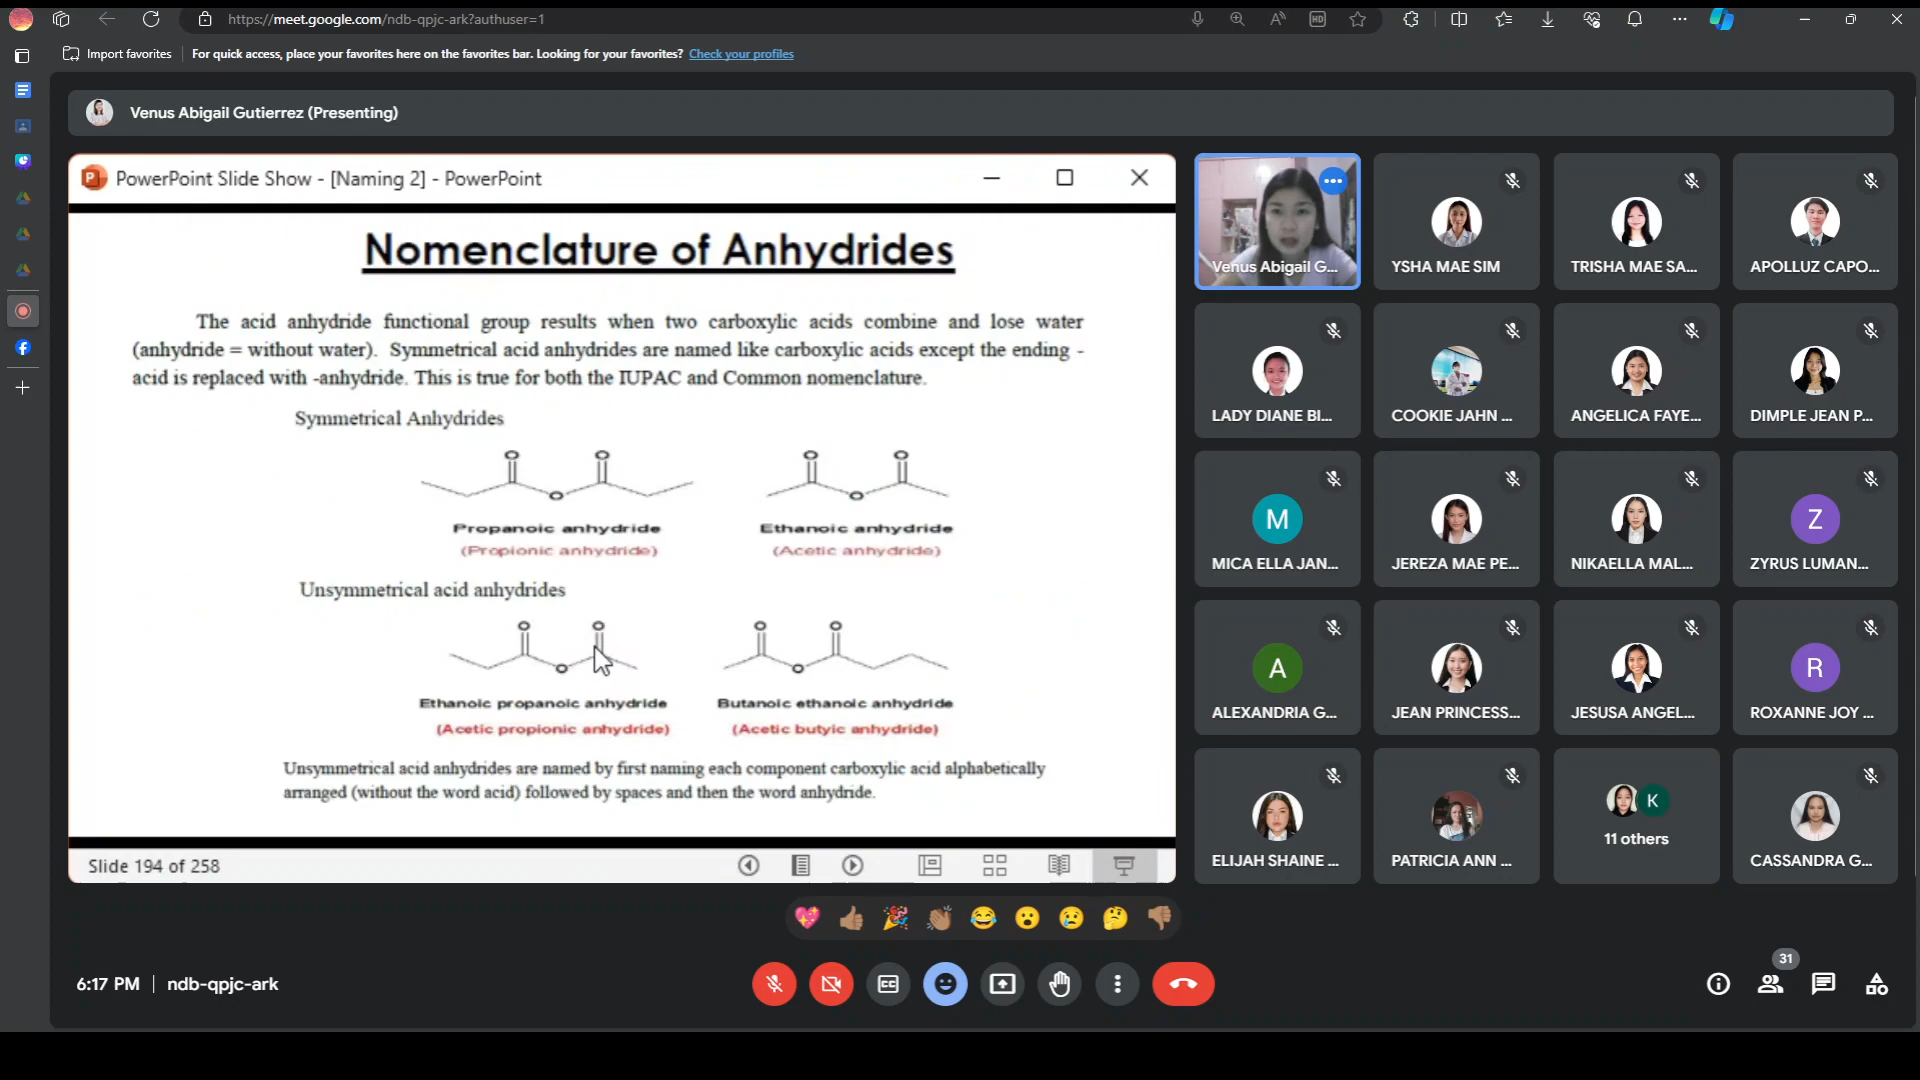 https://meet.google.com/ndb-qpjc-ark?authuser=1
Import favorites
For quick access, place your favorites here on the favorites bar. Looking for your favorites? Check your profiles
Venus Abigail Gutierrez (Presenting)
PowerPoint Slide Show - [Naming 2] - PowerPoint
Nomenclature of Anhydrides
The acid anhydride functional group results when two carboxylic acids combine and lose water
(anhydride = without water). Symmetrical acid anhydrides are named like carboxylic acids except the ending -
acid is replaced with -anhydride. This is true for both the IUPAC and Common nomenclature.
Symmetrical Anhydrides
O O O O
O O
Propanoic anhydride Ethanoic anhydride
(Propionic anhydride) (Acetic anhydride)
Unsymmetrical acid anhydrides
O O O O
O O
Ethanoic propanoic anhydride Butanoic ethanoic anhydride
(Acetic propionic anhydride) (Acetic butyic anhydride)
Unsymmetrical acid anhydrides are named by first naming each component carboxylic acid alphabetically
arranged (without the word acid) followed by spaces and then the word anhydride.
Slide 194 of 258
Venus Abigail G...
YSHA MAE SIM
TRISHA MAE SA...
APOLLUZ CAPO...
LADY DIANE BI...
COOKIE JAHN ...
ANGELICA FAYE...
DIMPLE JEAN P...
M
MICA ELLA JAN...
JEREZA MAE PE...
NIKAELLA MAL...
Z
ZYRUS LUMAN...
A
ALEXANDRIA G...
JEAN PRINCESS...
JESUSA ANGEL...
R
ROXANNE JOY ...
ELIJAH SHAINE ...
PATRICIA ANN ...
K
11 others
CASSANDRA G...
6:17 PM | ndb-qpjc-ark
31